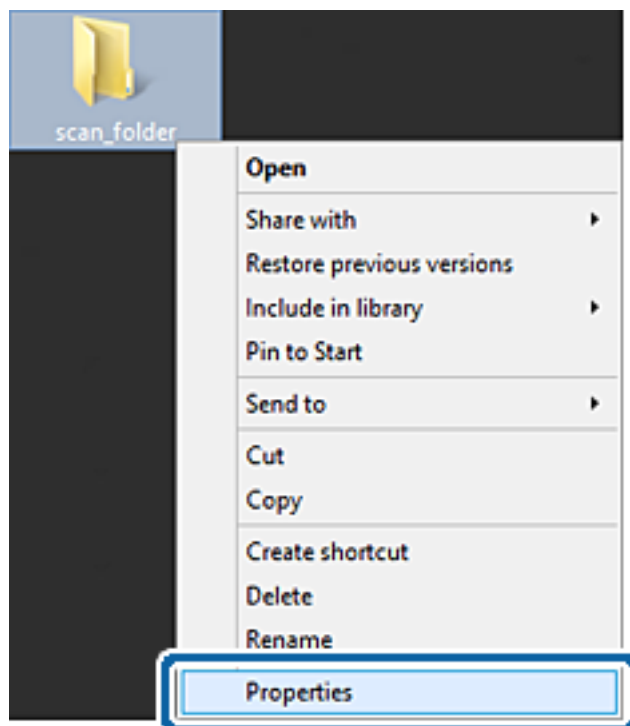 scan_folder
Open
Share with
Restore previous versions
Include in library
Pin to Start
Send to
Cut
Copy
Create shortcut
Delete
Rename
Properties